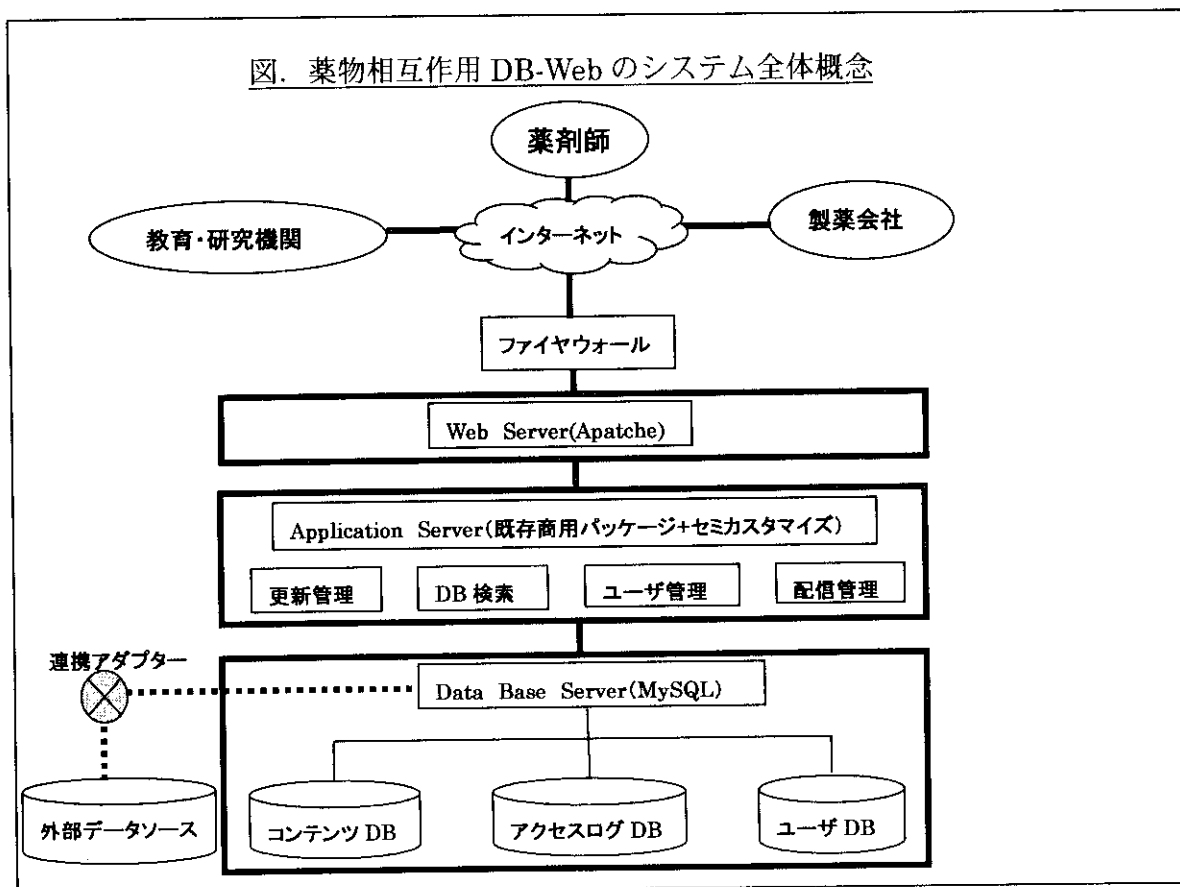 図. 薬物相互作用 DB-Web のシステム全体概念
薬剤師
教育・研究機関
インターネット
製薬会社
ファイヤウォール
Web Server(Apatche)
Application Server(既存商用パッケージ+セミカスタマイズ)
更新管理
DB 検索
ユーザ管理
配信管理
連携アダプター
Data Base Server(MySQL)
外部データソース
コンテンツ DB
アクセスログ DB
ユーザ DB